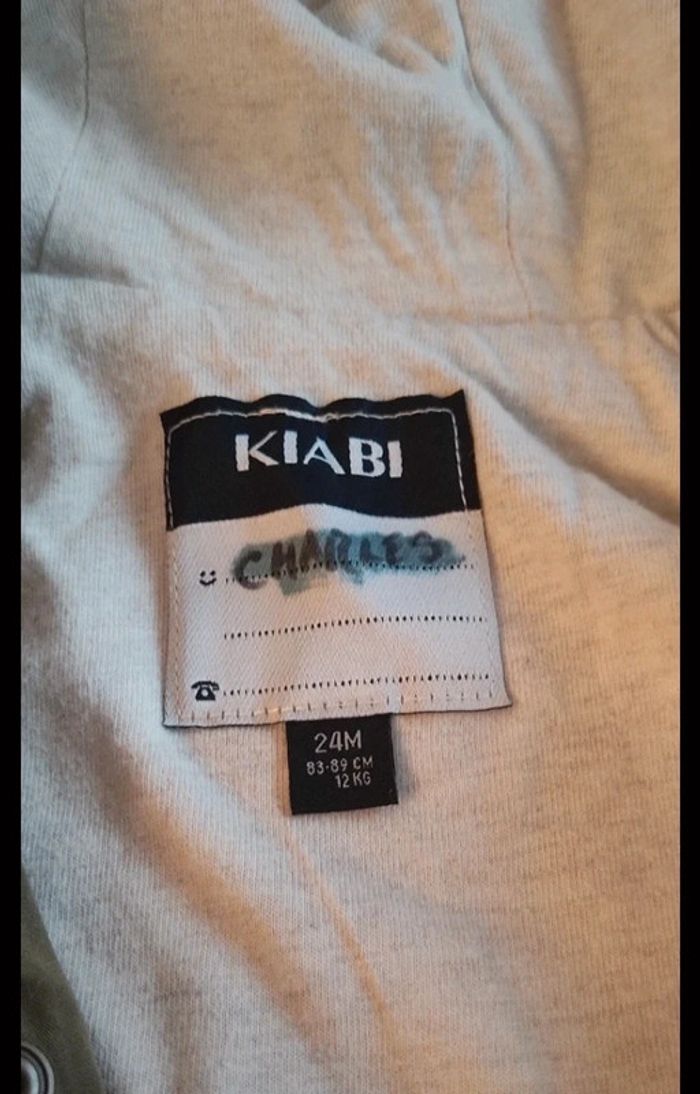 KIABI
CHARLES
24M
83-89 CM
12 KG